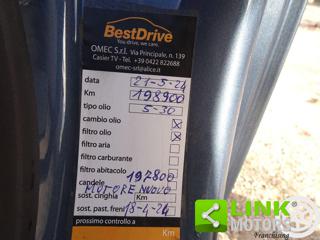 BestDrive
You drive, we care.
OMEC S.r.l. Via Principale, n. 139
Casier TV - Tel. +39 0422 822688
omec-srl@alice.it
data 21-5-24
Km 198900
tipo olio 5-30
cambio olio X
filtro olio X
filtro aria
filtro carburante
filtro abitacolo 197800
candele MOTORE NUOVO
sost. cinghia Km
sost. past. freni 18-4-24
prossimo controllo a
Km
LINK
MOTORS
Franchising